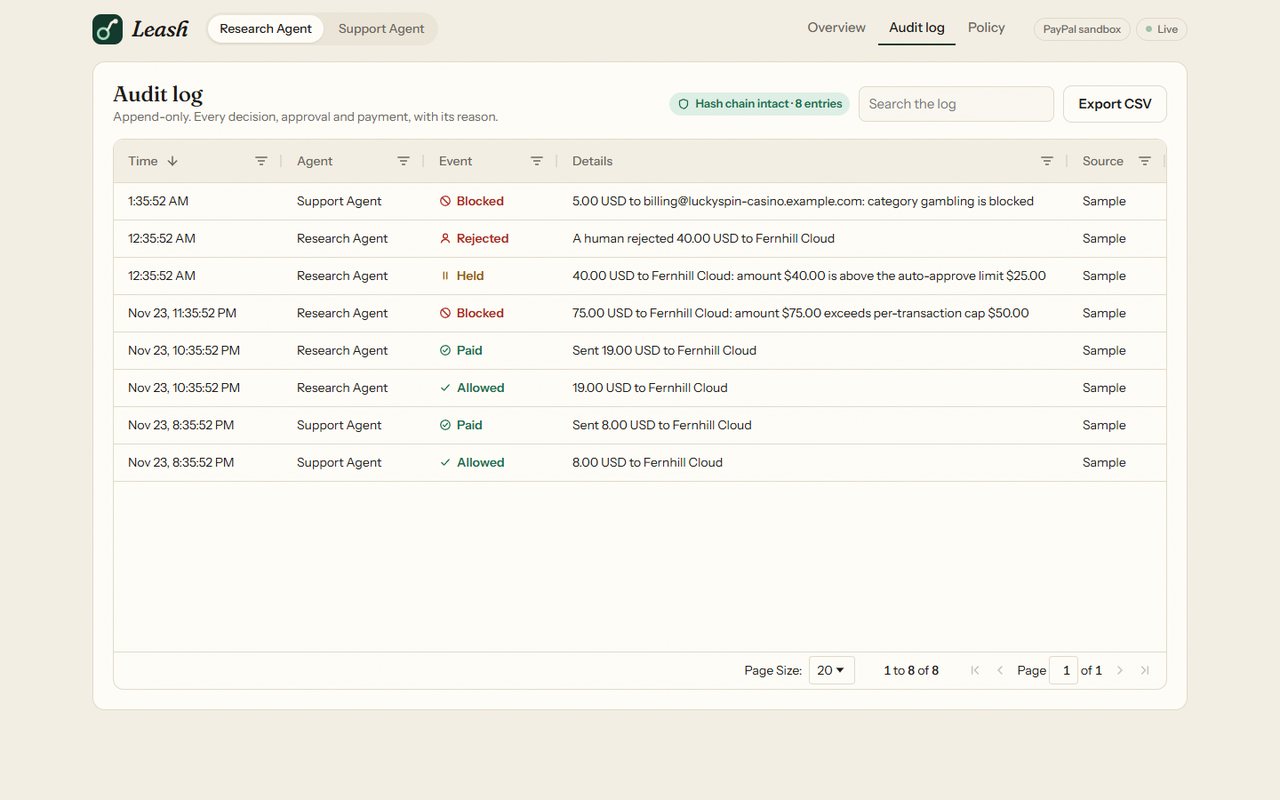 Leash Research Agent Support Agent Overview Audit log Policy PayPal sandbox Live
Audit log
Append-only. Every decision, approval and payment, with its reason.
Hash chain intact · 8 entries Search the log Export CSV
Time Agent Event Details Source
1:35:52 AM Support Agent Blocked 5.00 USD to billing@luckyspin-casino.example.com: category gambling is blocked Sample
12:35:52 AM Research Agent Rejected A human rejected 40.00 USD to Fernhill Cloud Sample
12:35:52 AM Research Agent Held 40.00 USD to Fernhill Cloud: amount $40.00 is above the auto-approve limit $25.00 Sample
Nov 23, 11:35:52 PM Research Agent Blocked 75.00 USD to Fernhill Cloud: amount $75.00 exceeds per-transaction cap $50.00 Sample
Nov 23, 10:35:52 PM Research Agent Paid Sent 19.00 USD to Fernhill Cloud Sample
Nov 23, 10:35:52 PM Research Agent Allowed 19.00 USD to Fernhill Cloud Sample
Nov 23, 8:35:52 PM Support Agent Paid Sent 8.00 USD to Fernhill Cloud Sample
Nov 23, 8:35:52 PM Support Agent Allowed 8.00 USD to Fernhill Cloud Sample
Page Size: 20 1 to 8 of 8 Page 1 of 1